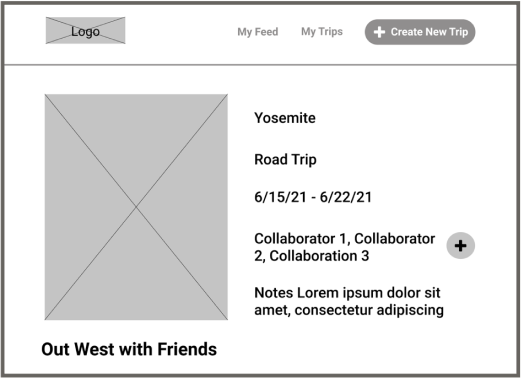 Logo
My Feed
My Trips
Create New Trip
Yosemite
Road Trip
6/15/21 - 6/22/21
Collaborator 1, Collaborator
2, Collaboration 3
Notes Lorem ipsum dolor sit
amet, consectetur adipiscing
Out West with Friends